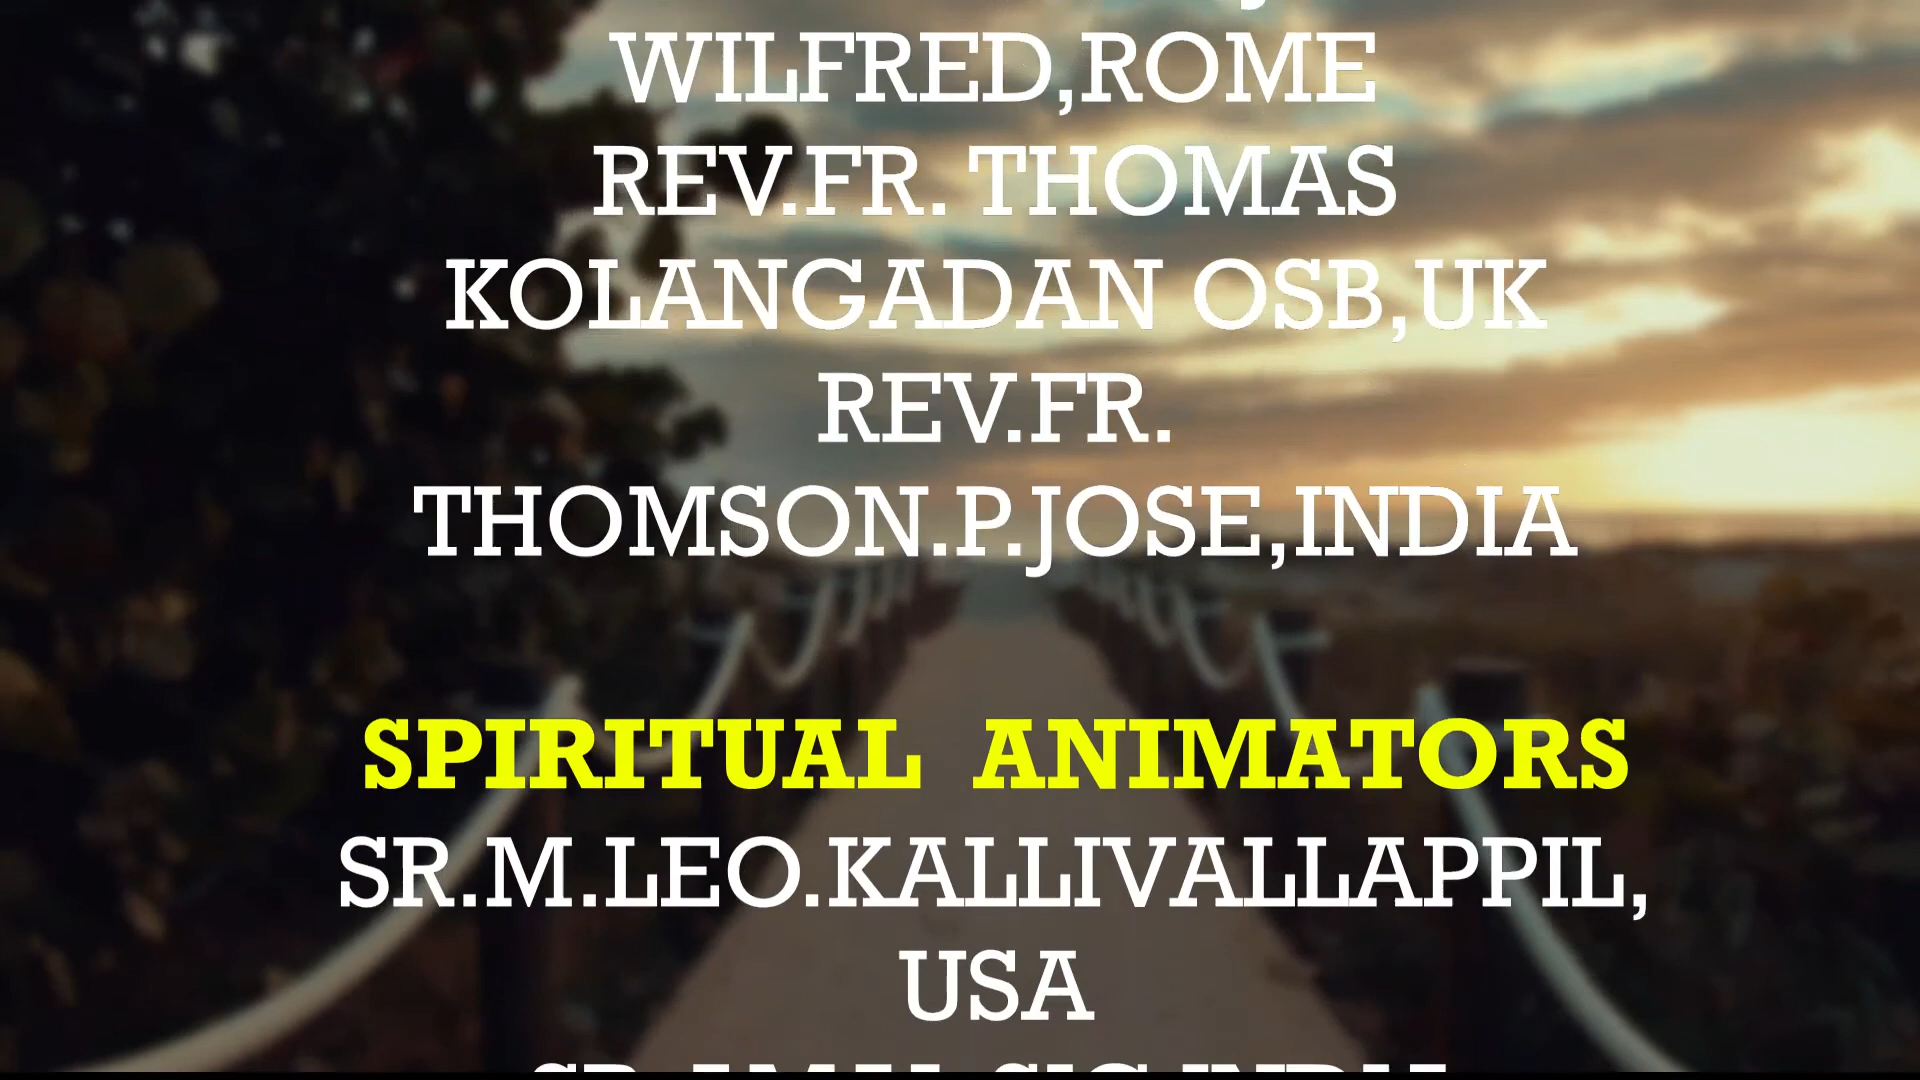 WILFRED,ROME
REV.FR. THOMAS
KOLANGADAN OSB,UK
REV.FR.
THOMSON.P.JOSE,INDIA
SPIRITUAL ANIMATORS
SR.M.LEO.KALLIVALLAPPIL,
USA